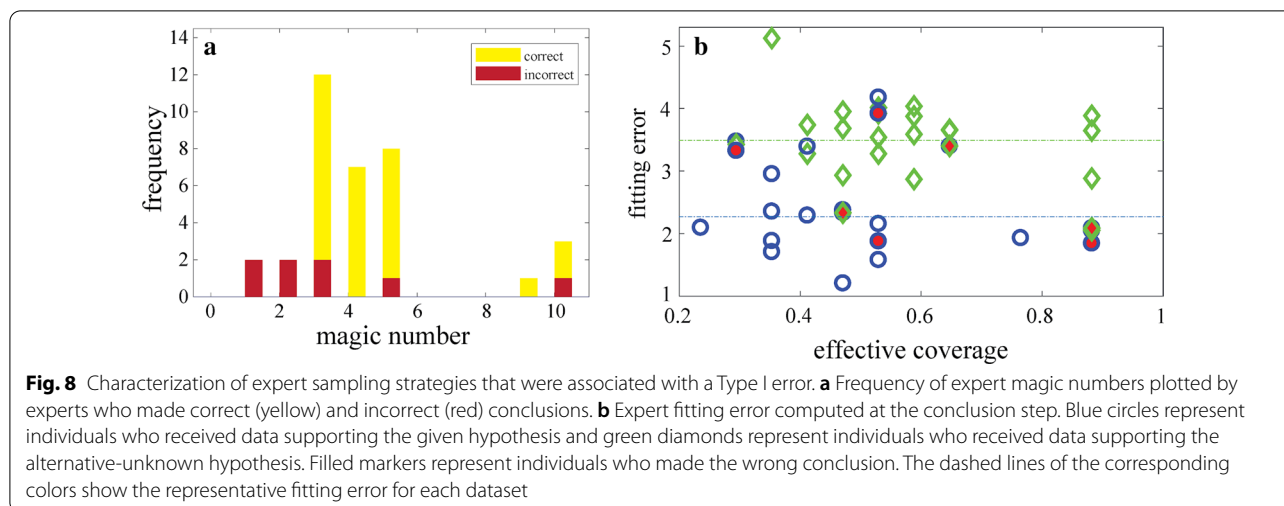 a
14
12
10
8
6
4
2
0
frequency
correct
incorrect
0 2 4 6 8 10
magic number
b
5
4
3
2
1
fitting error
0.2 0.4 0.6 0.8 1
effective coverage
Fig. 8 Characterization of expert sampling strategies that were associated with a Type I error. a Frequency of expert magic numbers plotted by
experts who made correct (yellow) and incorrect (red) conclusions. b Expert fitting error computed at the conclusion step. Blue circles represent
individuals who received data supporting the given hypothesis and green diamonds represent individuals who received data supporting the
alternative-unknown hypothesis. Filled markers represent individuals who made the wrong conclusion. The dashed lines of the corresponding
colors show the representative fitting error for each dataset